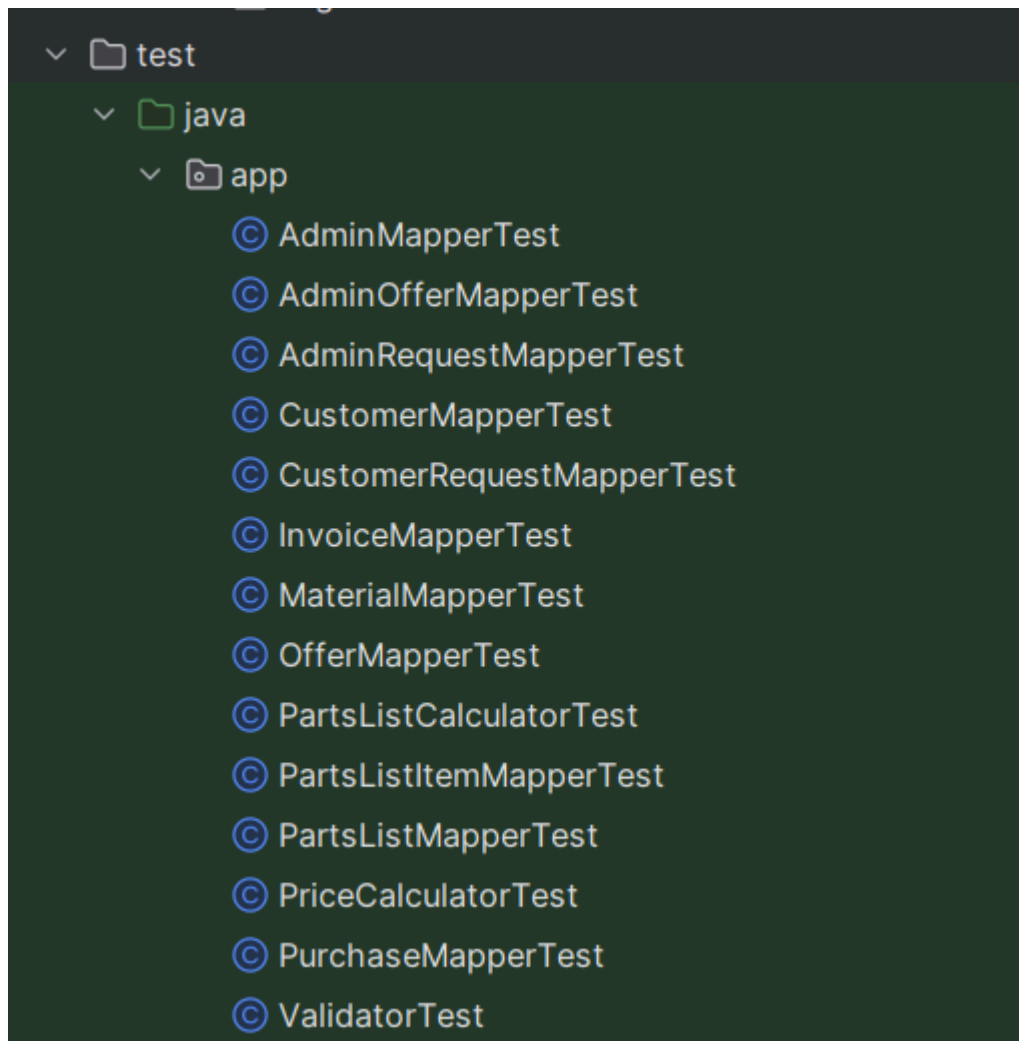 test
java
app
AdminMapperTest
AdminOfferMapperTest
AdminRequestMapperTest
CustomerMapperTest
CustomerRequestMapperTest
InvoiceMapperTest
MaterialMapperTest
OfferMapperTest
PartsListCalculatorTest
PartsListItemMapperTest
PartsListMapperTest
PriceCalculatorTest
PurchaseMapperTest
ValidatorTest